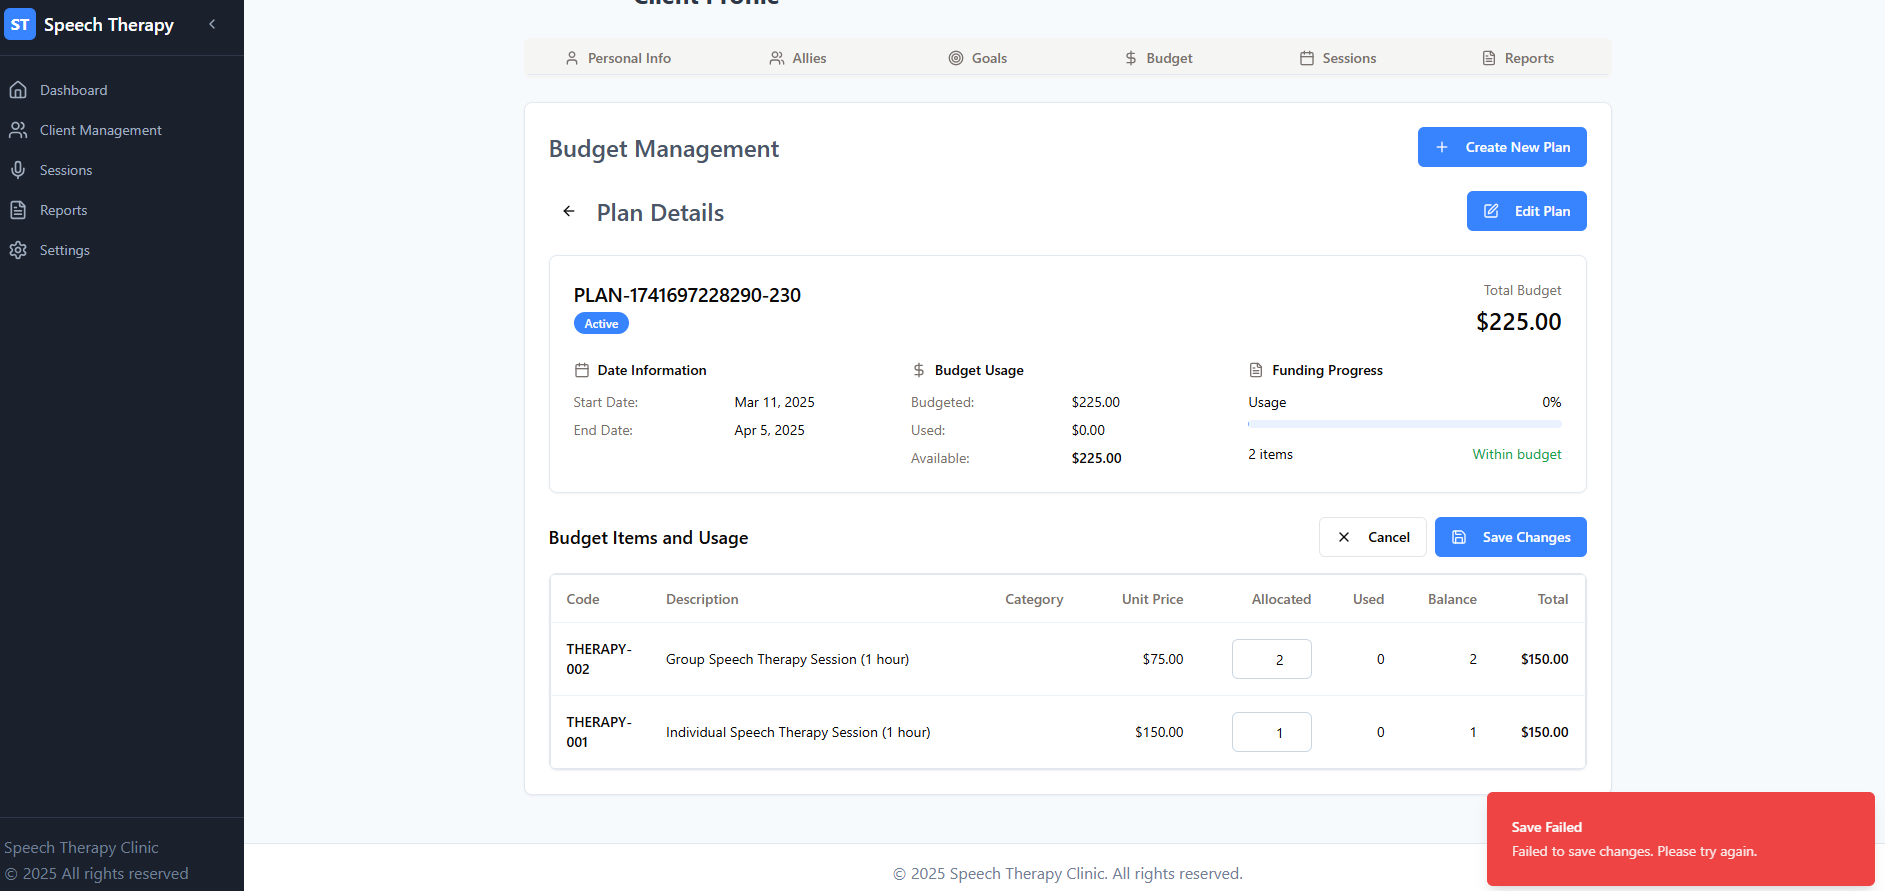 ST Speech Therapy
Dashboard
Client Management
Sessions
Reports
Settings
Speech Therapy Clinic
© 2025 All rights reserved
Client Profile
Personal Info Allies Goals Budget Sessions Reports
Budget Management
Create New Plan
Plan Details
Edit Plan
PLAN-1741697228290-230
Active
Total Budget
$225.00
Date Information
Start Date: Mar 11, 2025
End Date: Apr 5, 2025
Budget Usage
Budgeted: $225.00
Used: $0.00
Available: $225.00
Funding Progress
Usage 0%
2 items Within budget
Budget Items and Usage
Cancel
Save Changes
Code Description Category Unit Price Allocated Used Balance Total
THERAPY-
002
Group Speech Therapy Session (1 hour) $75.00 2 0 2 $150.00
THERAPY-
001
Individual Speech Therapy Session (1 hour) $150.00 1 0 1 $150.00
Save Failed
Failed to save changes. Please try again.
© 2025 Speech Therapy Clinic. All rights reserved.